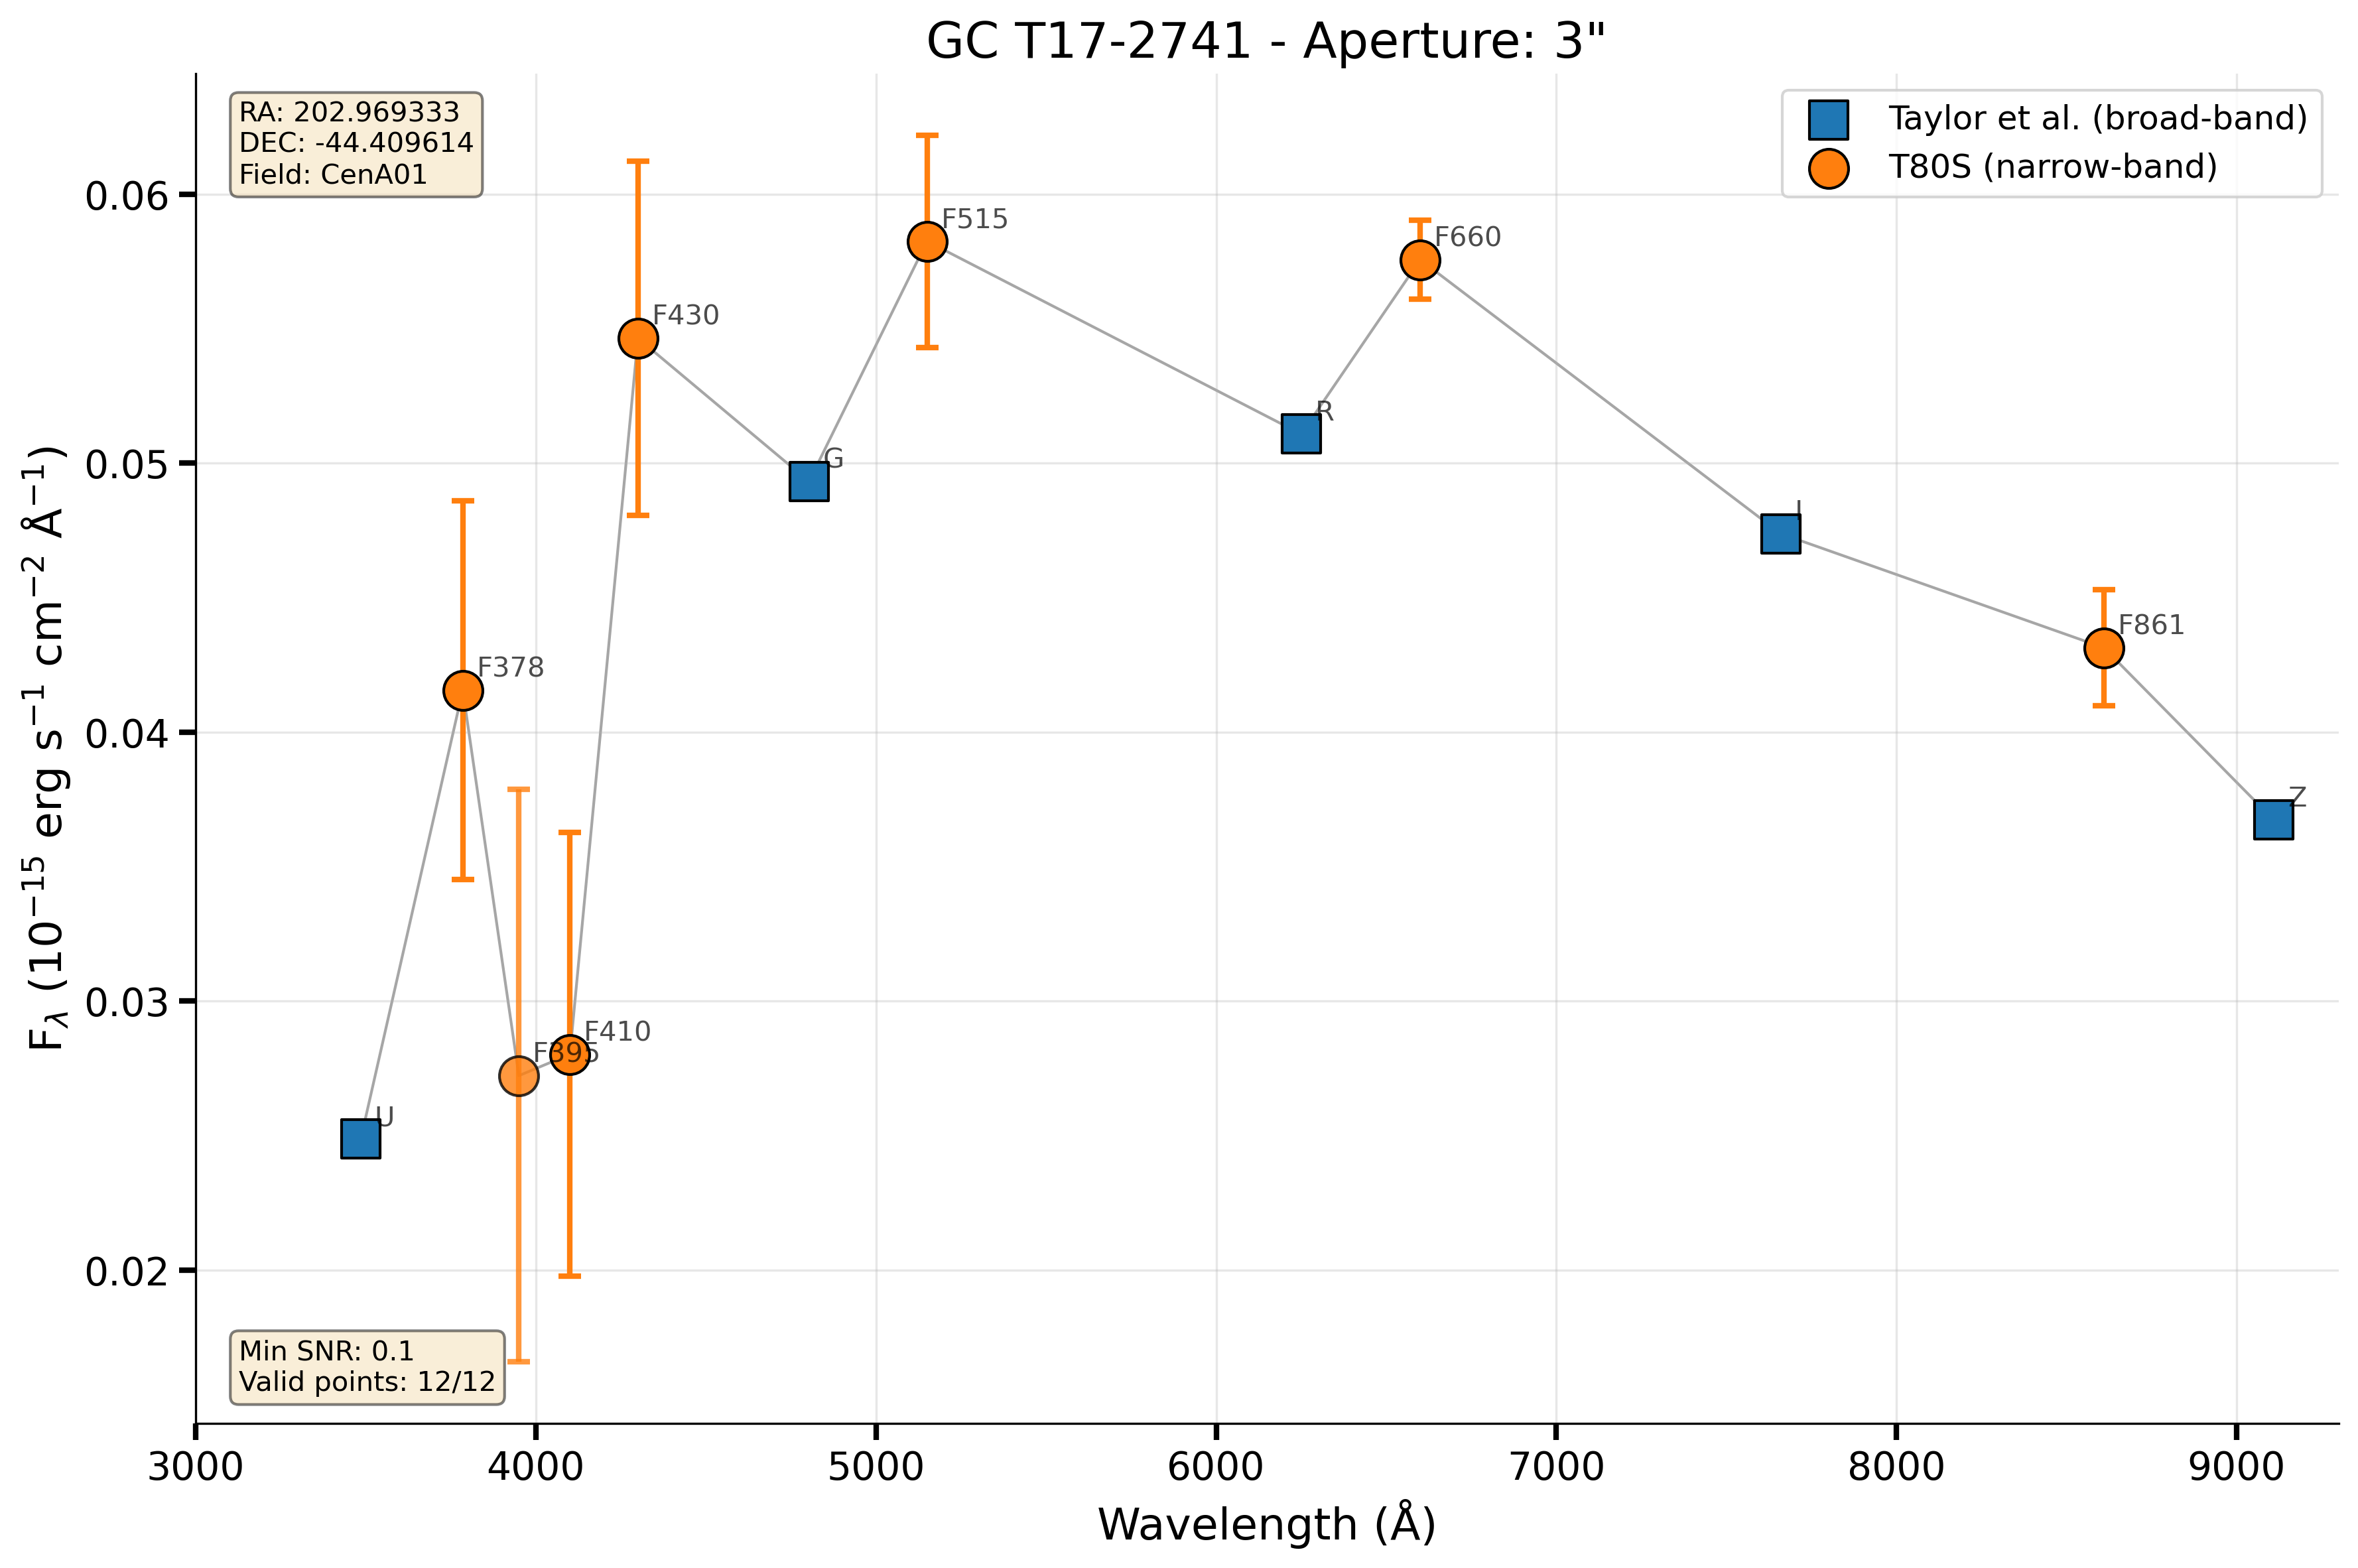 GC T17-2741 - Aperture: 3"
RA: 202.969333
DEC: -44.409614
Field: CenA01
Taylor et al. (broad-band)
T80S (narrow-band)
F515
F660
F430
R
G
I
F378
F861
Z
F410
F395
U
Min SNR: 0.1
Valid points: 12/12
0.06
0.05
0.04
0.03
0.02
F_λ (10⁻¹⁵ erg s⁻¹ cm⁻² Å⁻¹)
3000 4000 5000 6000 7000 8000 9000
Wavelength (Å)